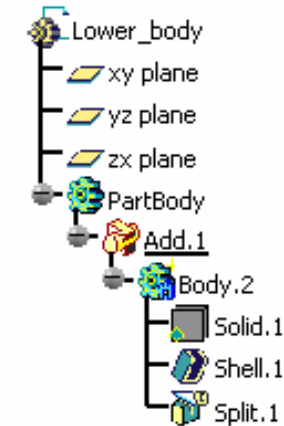 Lower_body
xy plane
yz plane
zx plane
PartBody
Add.1
Body.2
Solid.1
Shell.1
Split.1